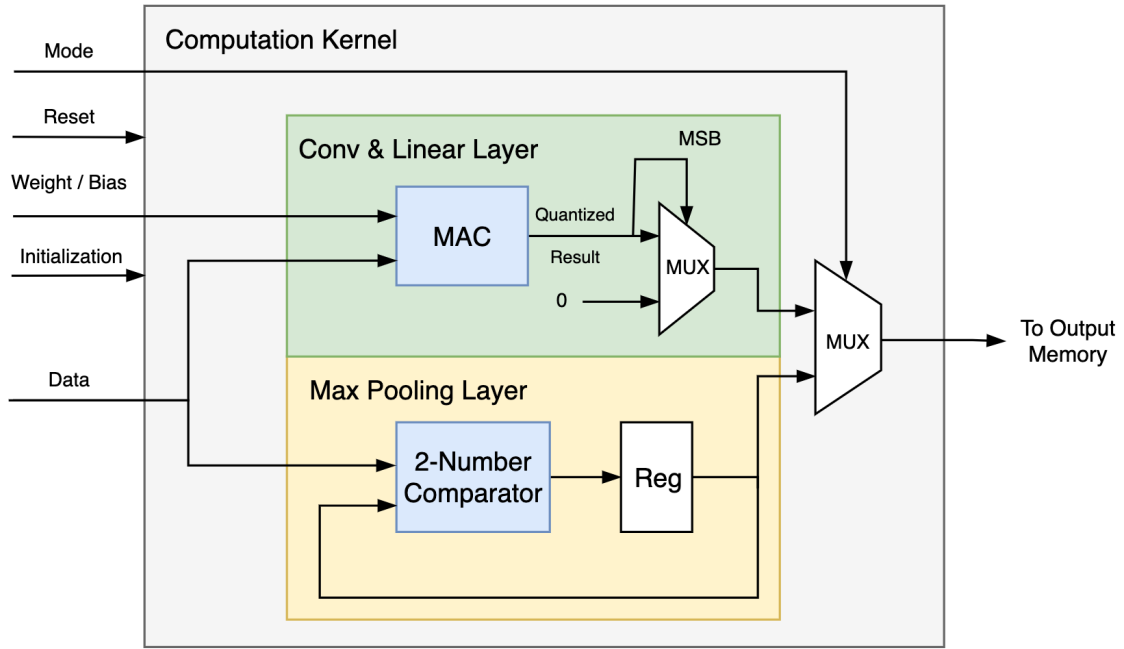 Computation Kernel
Mode
Reset
Weight / Bias
Initialization
Data
Conv & Linear Layer
MSB
MAC
Quantized
Result
0
MUX
MUX
To Output
Memory
Max Pooling Layer
2-Number
Comparator
Reg